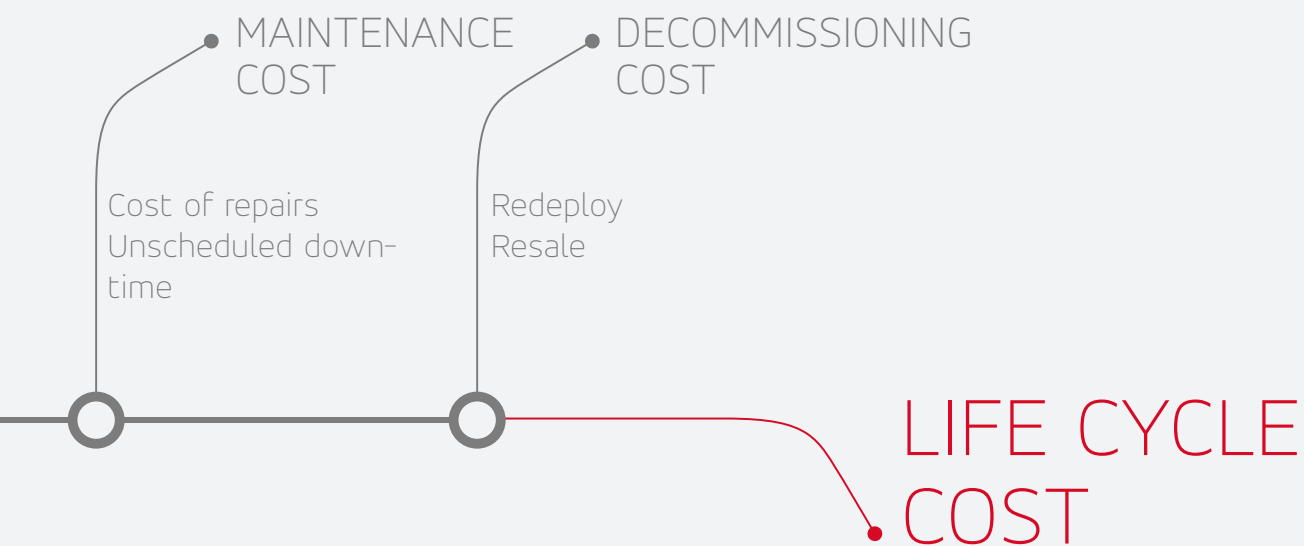 MAINTENANCE
COST
DECOMMISSIONING
COST
Cost of repairs
Unscheduled down-
time
Redeploy
Resale
LIFE CYCLE
COST